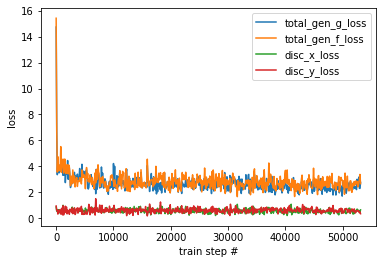 16
14
12
10
8
6
4
2
0
loss
total_gen_g_loss
total_gen_f_loss
disc_x_loss
disc_y_loss
0 10000 20000 30000 40000 50000
train step #